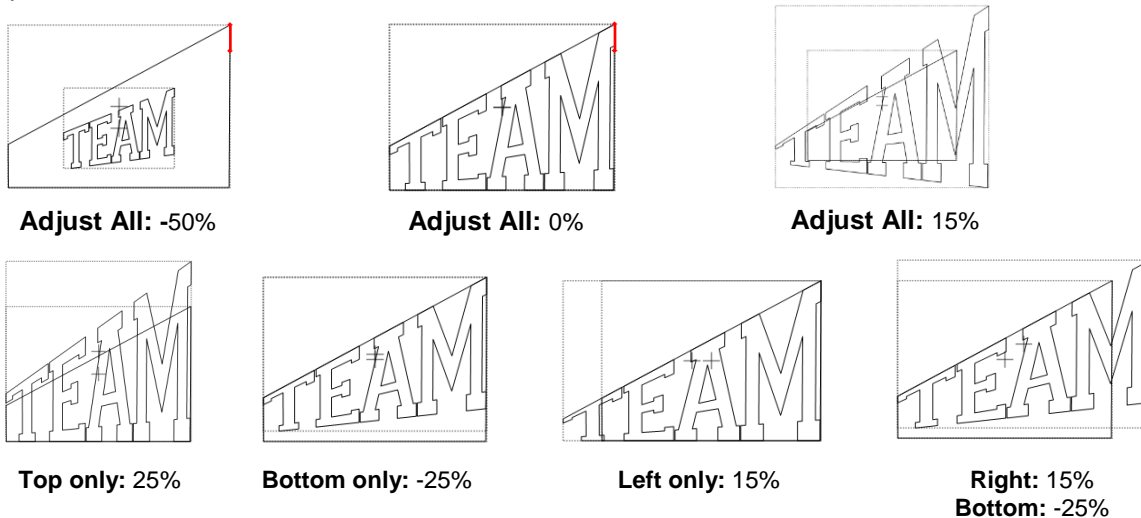 TEAM
TEAM
TEAM
Adjust All: -50%
Adjust All: 0%
Adjust All: 15%
TEAM
TEAM
TEAM
TEAM
Top only: 25%
Bottom only: -25%
Left only: 15%
Right: 15%
Bottom: -25%